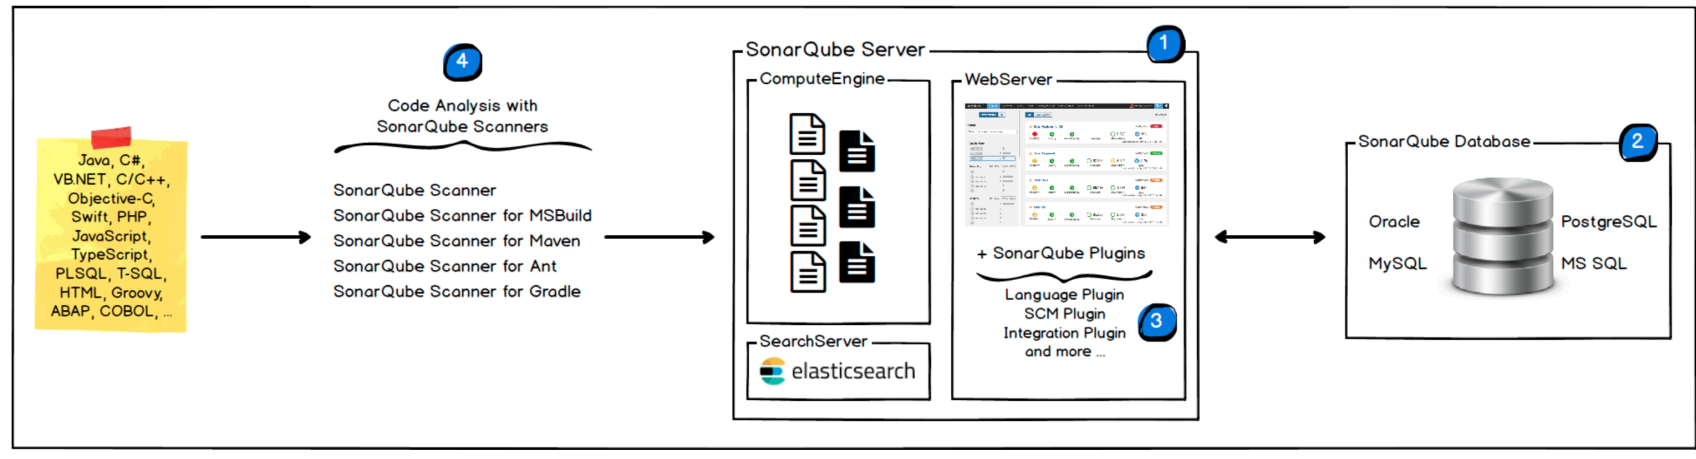 Java, C#,
VB.NET, C/C++,
Objective-C,
Swift, PHP,
JavaScript,
TypeScript,
PLSQL, T-SQL,
HTML, Groovy,
ABAP, COBOL, ...
4
Code Analysis with
SonarQube Scanners
SonarQube Scanner
SonarQube Scanner for MSBuild
SonarQube Scanner for Maven
SonarQube Scanner for Ant
SonarQube Scanner for Gradle
SonarQube Server
1
ComputeEngine
SearchServer
elasticsearch
WebServer
+ SonarQube Plugins
Language Plugin
SCM Plugin
Integration Plugin
and more ...
3
SonarQube Database
2
Oracle
PostgreSQL
MySQL
MS SQL